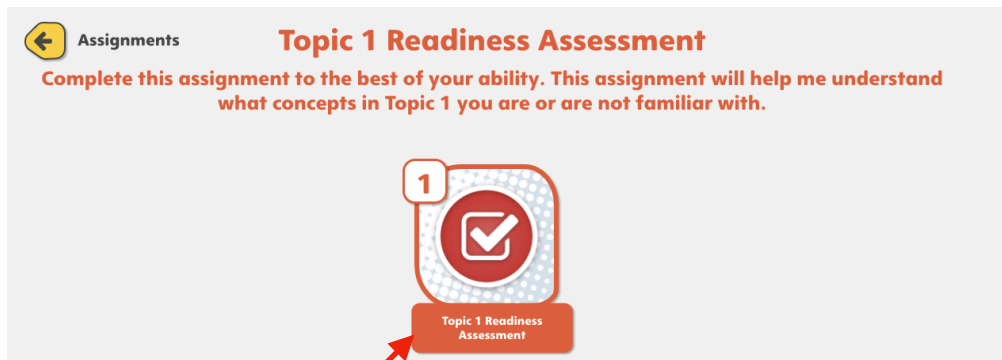 Assignments
Topic 1 Readiness Assessment
Complete this assignment to the best of your ability. This assignment will help me understand
what concepts in Topic 1 you are or are not familiar with.
1
Topic 1 Readiness
Assessment